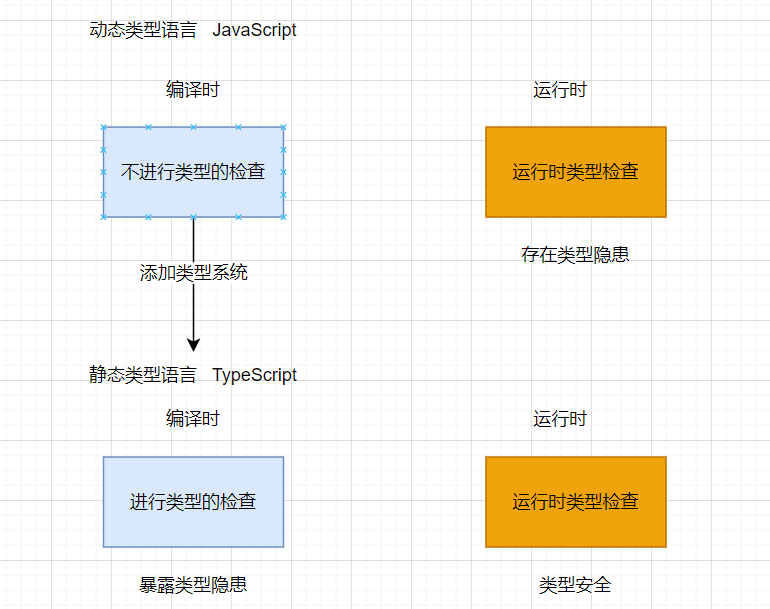 动态类型语言 JavaScript
编译时 运行时
不进行类型的检查 运行时类型检查
存在类型隐患
添加类型系统
静态类型语言 TypeScript
编译时 运行时
进行类型的检查 运行时类型检查
暴露类型隐患 类型安全